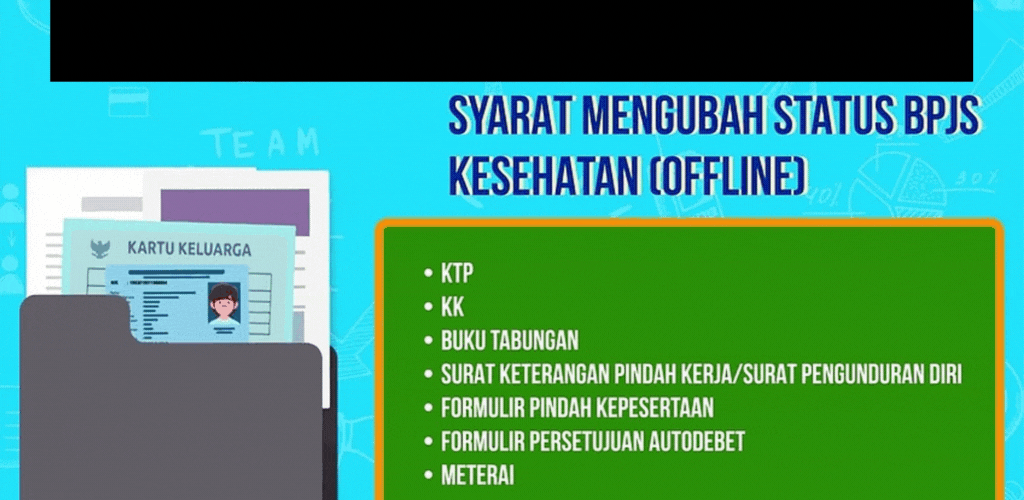 TEAM
SYARAT MENGUBAH STATUS BPJS
KESEHATAN (OFFLINE)
30%
40%
KARTU KELUARGA
• KTP
• KK
• BUKU TABUNGAN
• SURAT KETERANGAN PINDAH KERJA/SURAT PENGUNDURAN DIRI
• FORMULIR PINDAH KEPESERTAAN
• FORMULIR PERSETUJUAN AUTODEBET
• METERAI